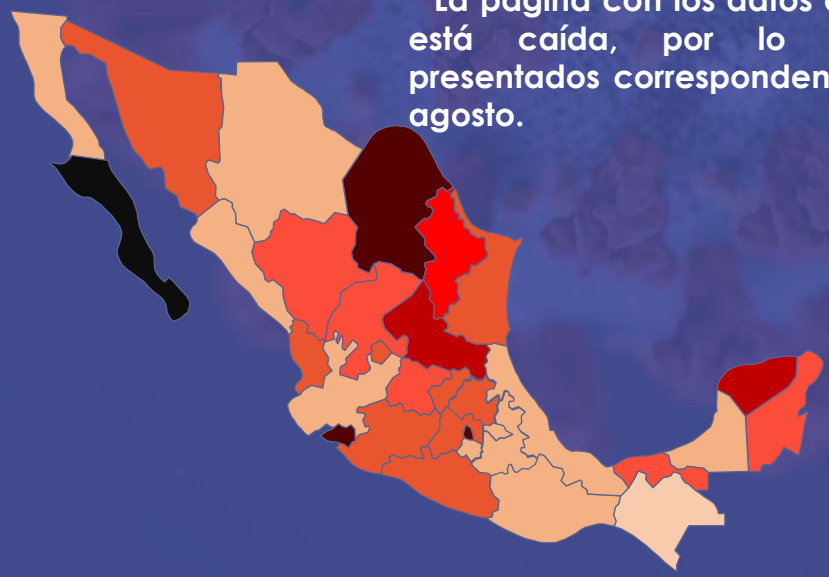 La página con los datos
está caída, por lo
presentados corresponden
agosto.